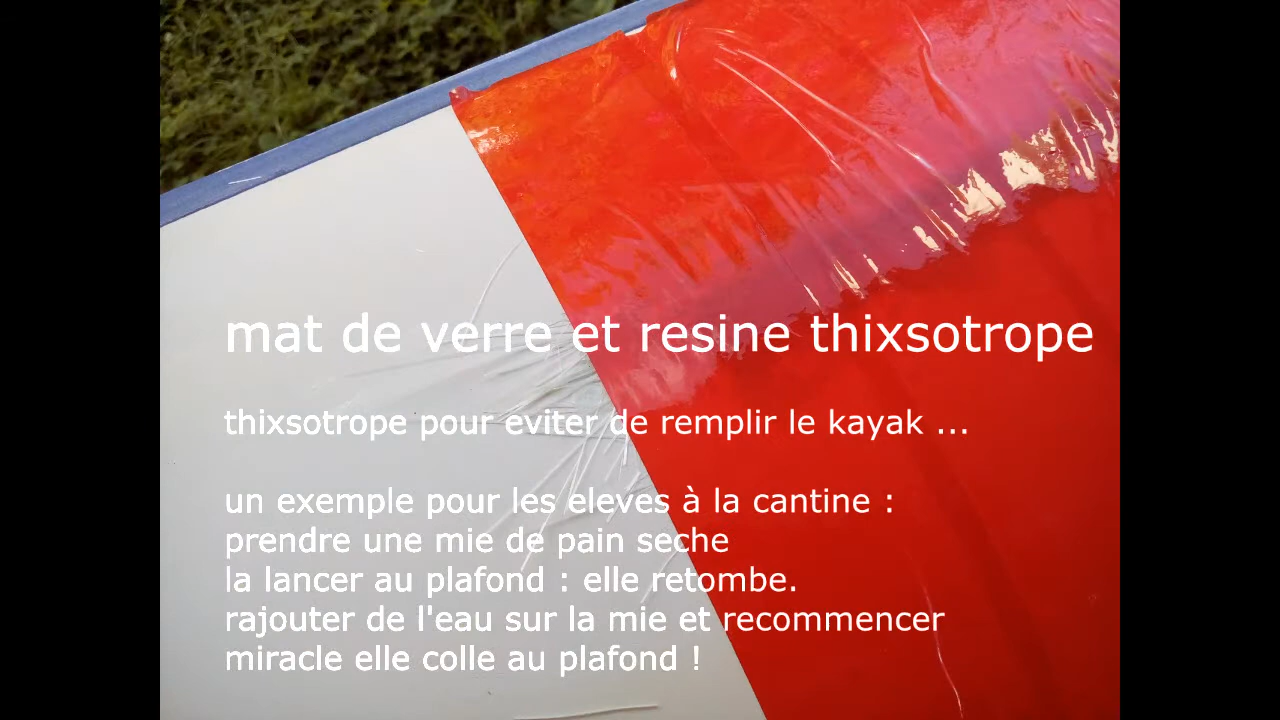 mat de verre et resine thixsotrope
thixsotrope pour eviter de remplir le kayak ...
un exemple pour les eleves à la cantine :
prendre une mie de pain seche
la lancer au plafond : elle retombe.
rajouter de l'eau sur la mie et recommencer
miracle elle colle au plafond !